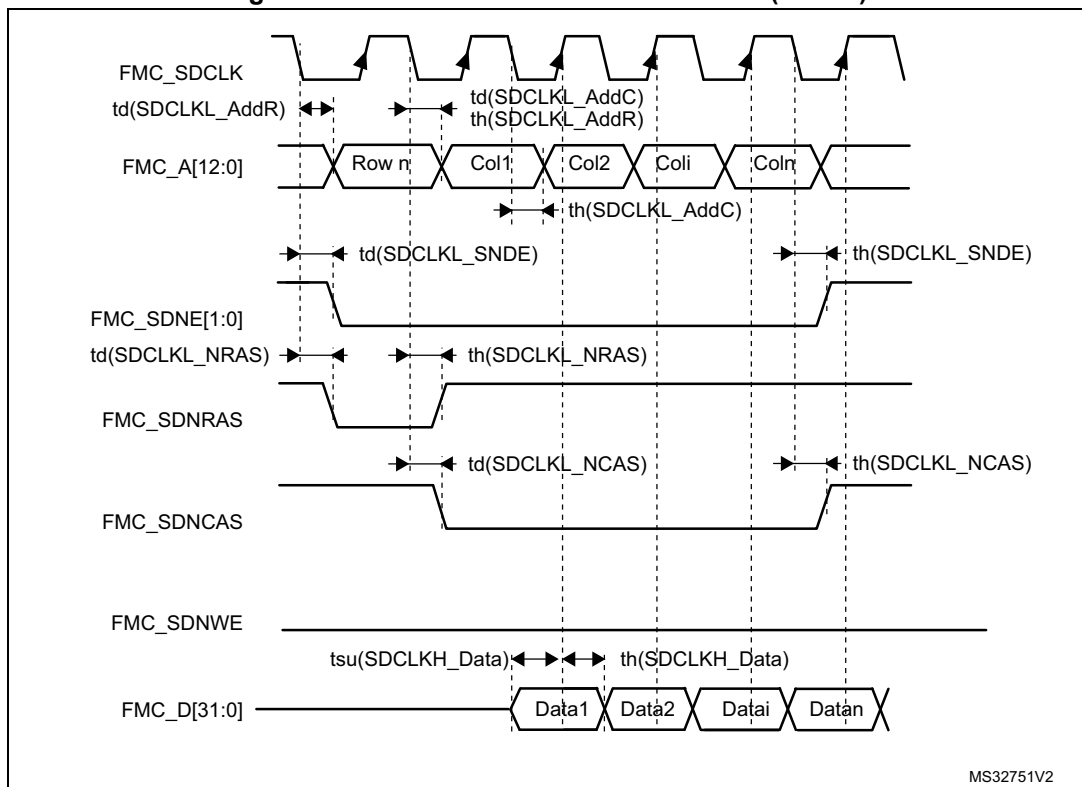 FMC_SDCLK
td(SDCLKL_AddR)
td(SDCLKL_AddC)
th(SDCLKL_AddR)
FMC_A[12:0]
Row n
Col1
Col2
Coli
Coln
th(SDCLKL_AddC)
td(SDCLKL_SNDE)
th(SDCLKL_SNDE)
FMC_SDNE[1:0]
td(SDCLKL_NRAS)
th(SDCLKL_NRAS)
FMC_SDNRAS
td(SDCLKL_NCAS)
th(SDCLKL_NCAS)
FMC_SDNCAS
FMC_SDNWE
tsu(SDCLKH_Data)
th(SDCLKH_Data)
FMC_D[31:0]
Data1
Data2
Datai
Datan
MS32751V2